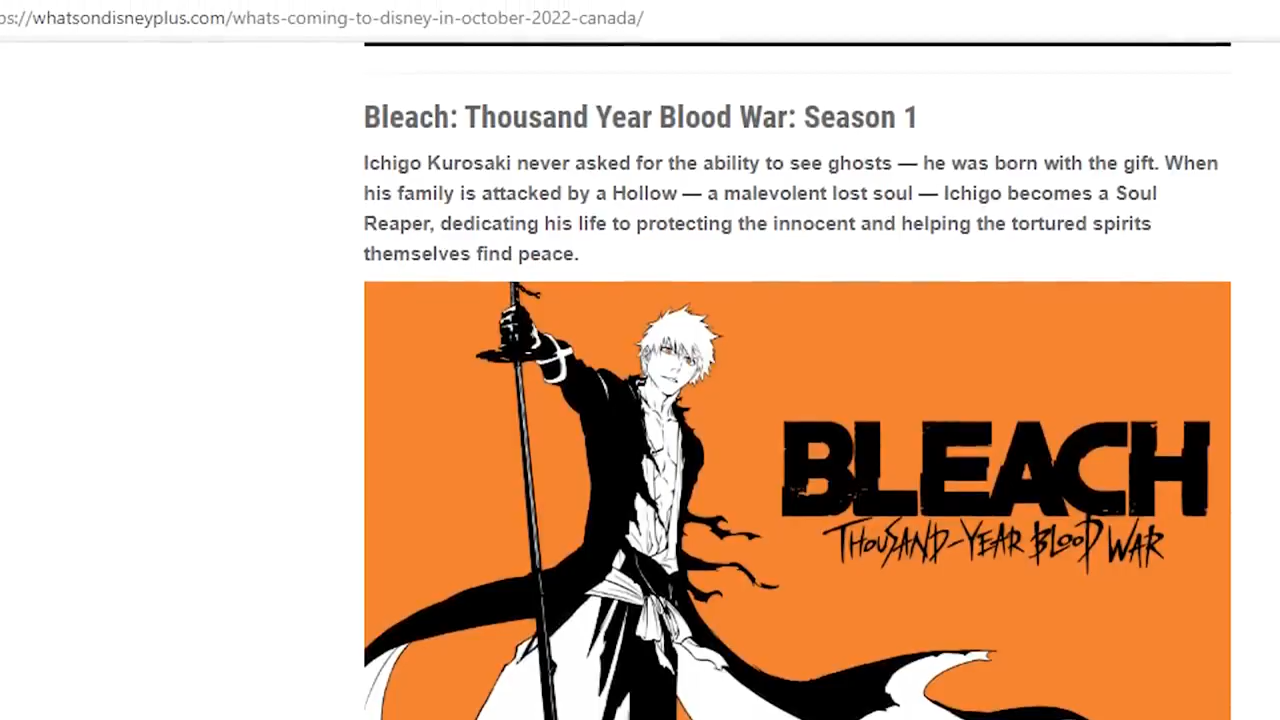 ps://whatsondisneyplus.com/whats-coming-to-disney-in-october-2022-canada/
Bleach: Thousand Year Blood War: Season 1
Ichigo Kurosaki never asked for the ability to see ghosts — he was born with the gift. When
his family is attacked by a Hollow — a malevolent lost soul — Ichigo becomes a Soul
Reaper, dedicating his life to protecting the innocent and helping the tortured spirits
themselves find peace.
BLEACH
THOUSAND-YEAR BLOOD WAR